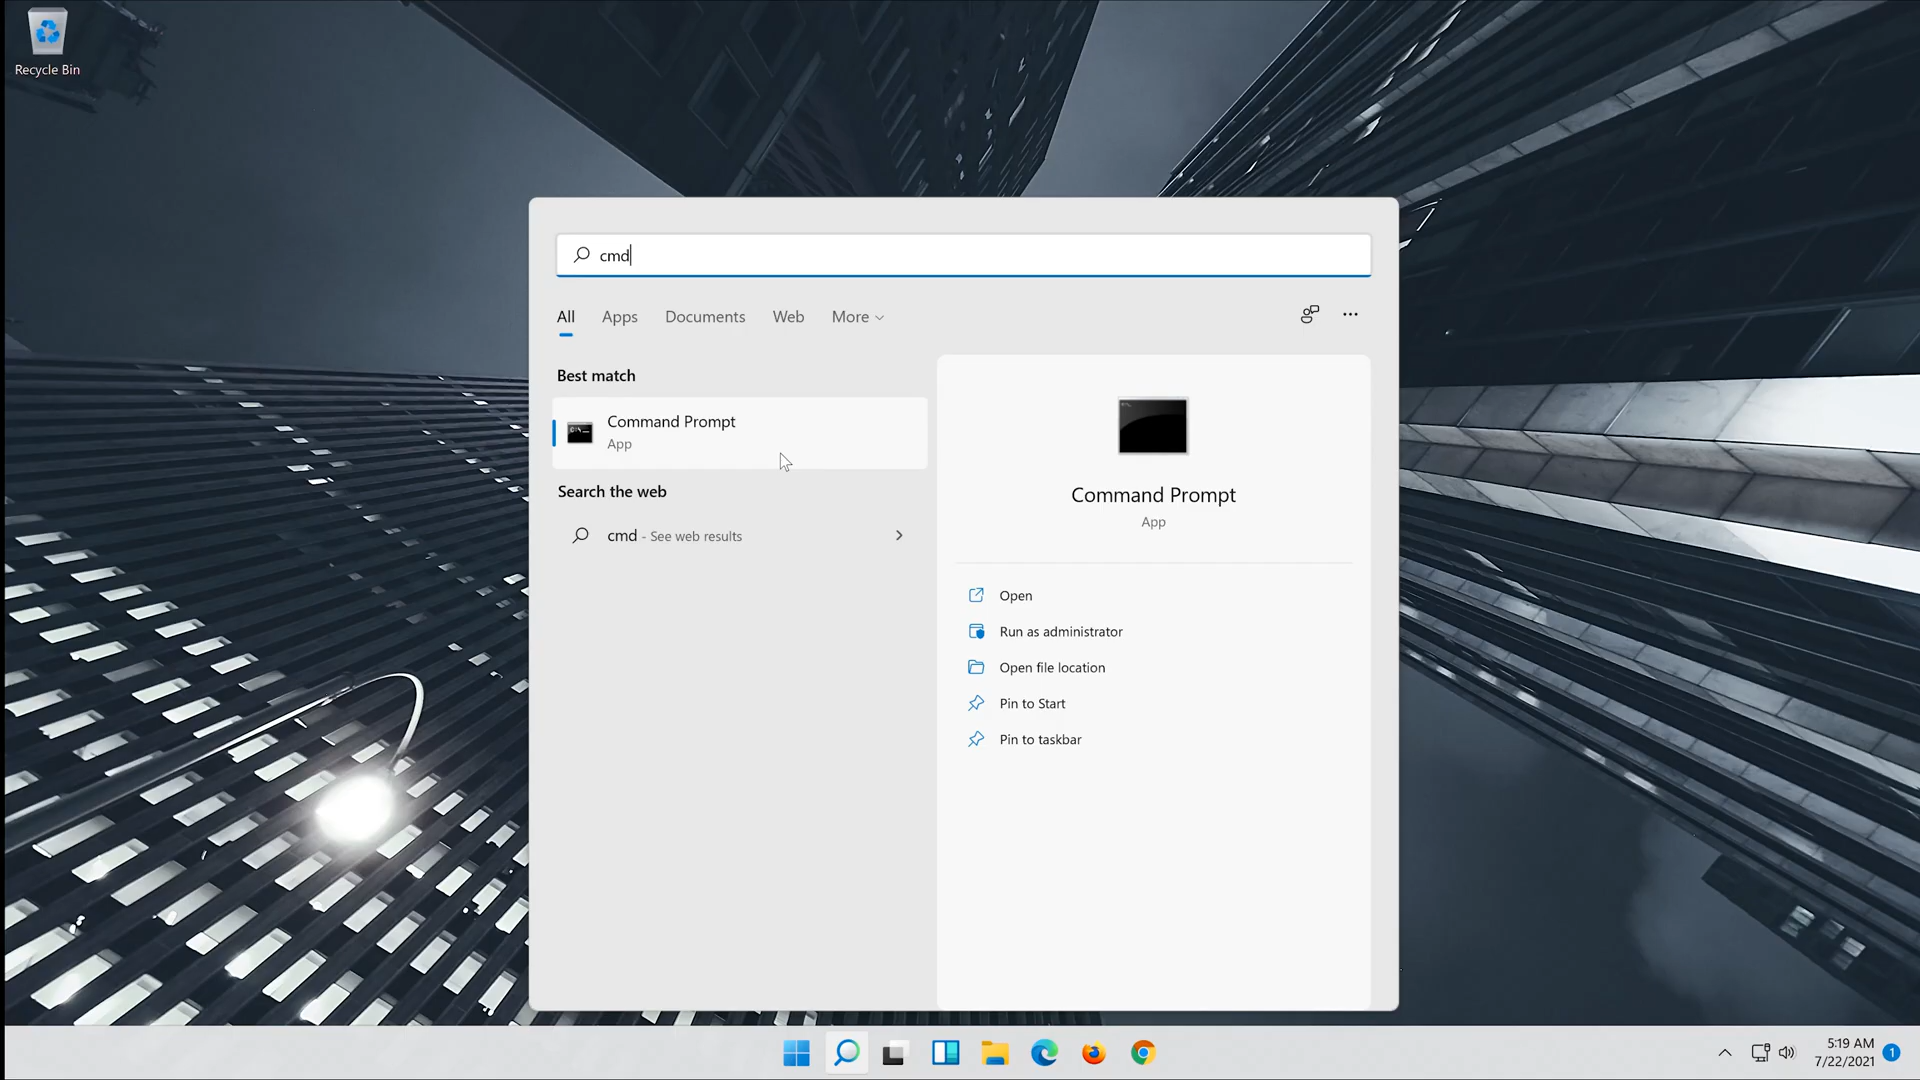 Recycle Bin
cmd
All Apps Documents Web More
Best match
Command Prompt
App
Search the web
cmd - See web results
Command Prompt
App
Open
Run as administrator
Open file location
Pin to Start
Pin to taskbar
5:19 AM
7/22/2021
1